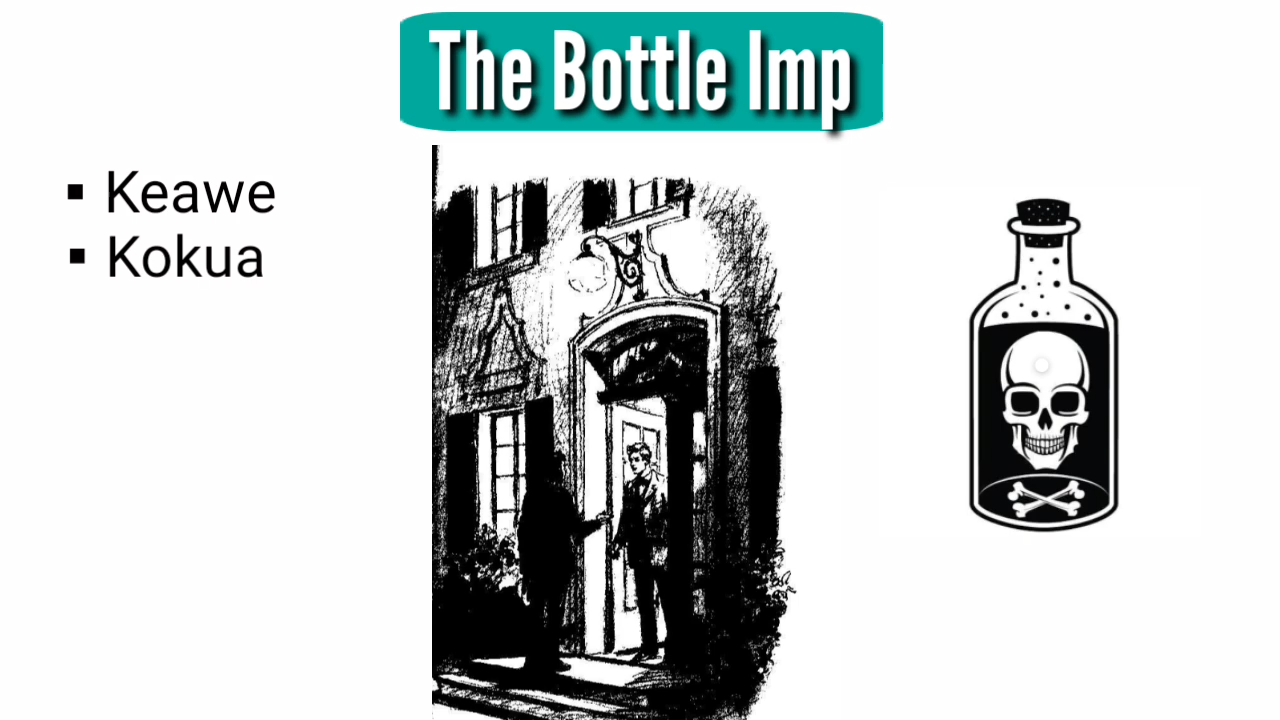 The Bottle Imp
▪ Keawe
▪ Kokua